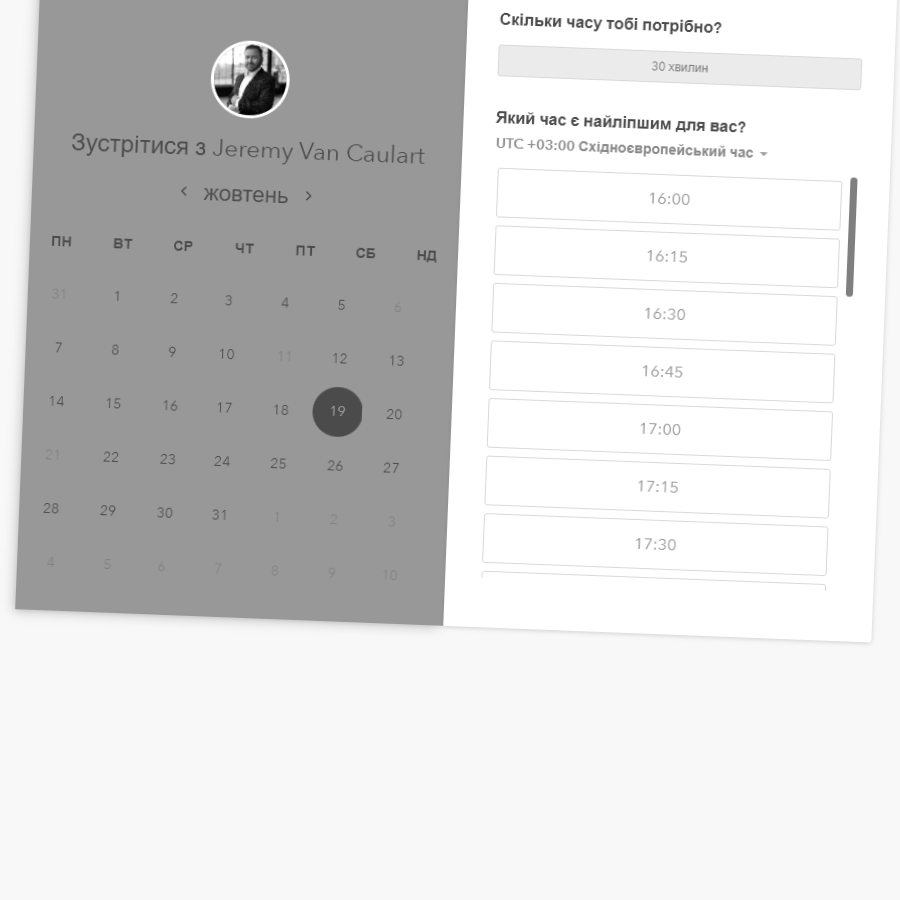 Зустрітися з Jeremy Van Caulart
жовтень
ПН ВТ СР ЧТ ПТ СБ НД
31 1 2 3 4 5 6
7 8 9 10 11 12 13
14 15 16 17 18 19 20
21 22 23 24 25 26 27
28 29 30 31 1 2 3
4 5 6 7 8 9 10
Скільки часу тобі потрібно?
30 хвилин
Який час є найліпшим для вас?
UTC +03:00 Східноєвропейський час
16:00
16:15
16:30
16:45
17:00
17:15
17:30